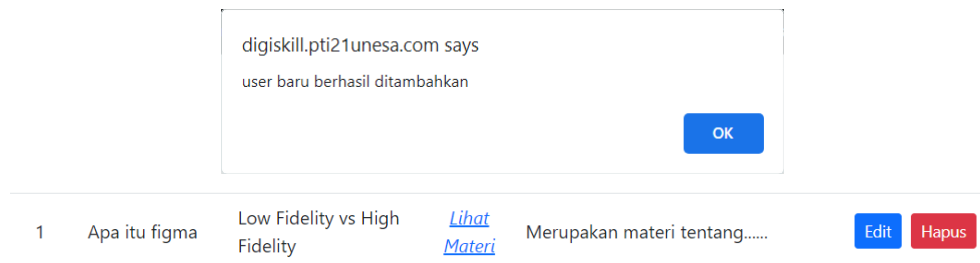 digiskill.pti21unesa.com says
user baru berhasil ditambahkan
OK
1 Apa itu figma Low Fidelity vs High Lihat Merupakan materi tentang...... Edit Hapus
Fidelity Materi